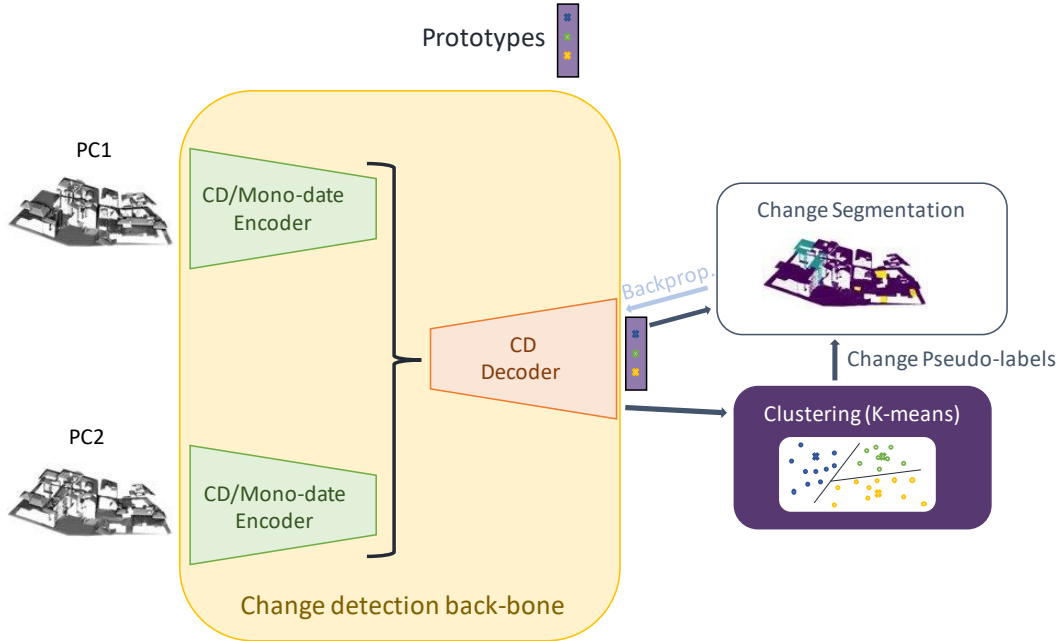 Prototypes
PC1
CD/Mono-date
Encoder
Change Segmentation
Backprop.
CD
Decoder
Change Pseudo-labels
Clustering (K-means)
PC2
CD/Mono-date
Encoder
Change detection back-bone